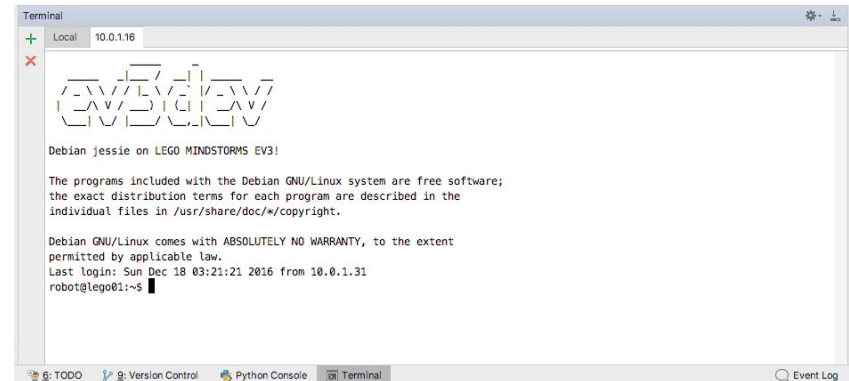 Terminal
Local 10.0.1.16
ev3dev
Debian jessie on LEGO MINDSTORMS EV3!
The programs included with the Debian GNU/Linux system are free software;
the exact distribution terms for each program are described in the
individual files in /usr/share/doc/*/copyright.
Debian GNU/Linux comes with ABSOLUTELY NO WARRANTY, to the extent
permitted by applicable law.
Last login: Sun Dec 18 03:21:21 2016 from 10.0.1.31
robot@lego01:~$
6: TODO 9: Version Control Python Console Terminal Event Log